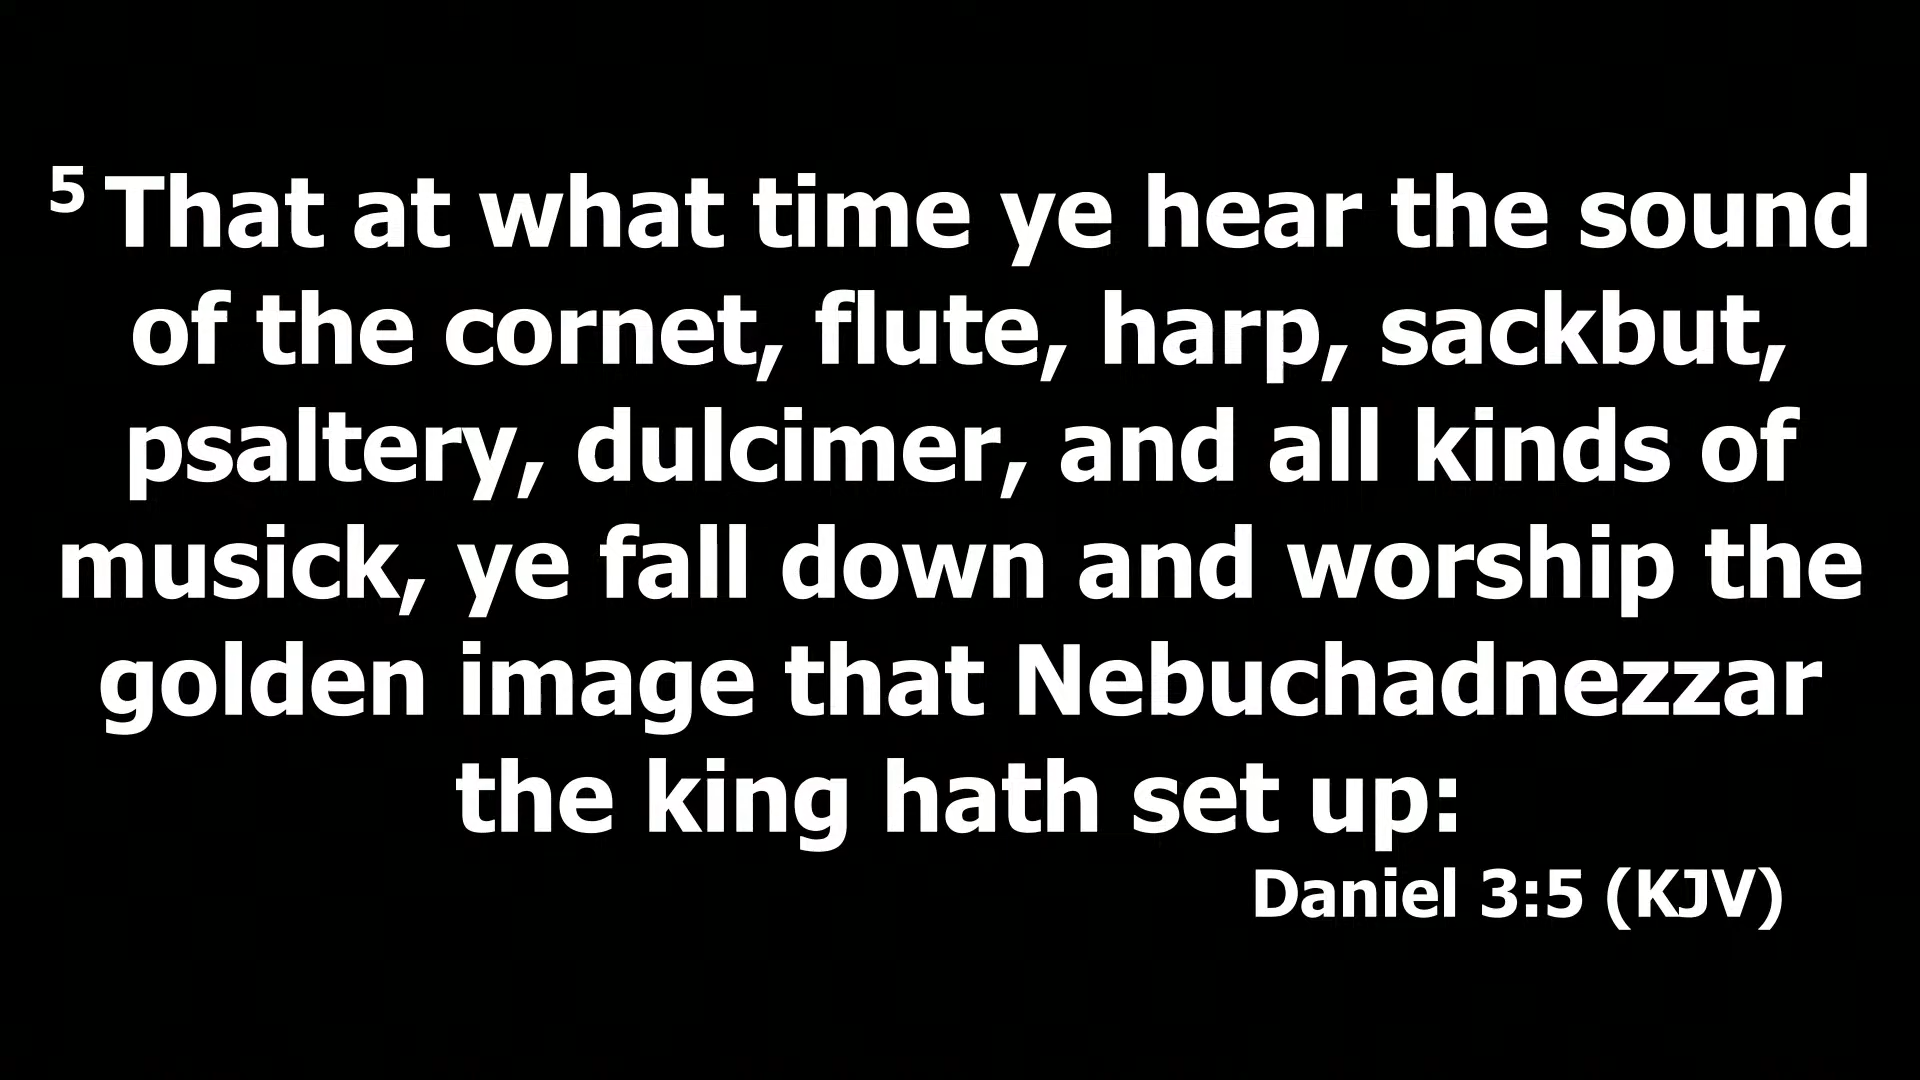 5 That at what time ye hear the sound
of the cornet, flute, harp, sackbut,
psaltery, dulcimer, and all kinds of
musick, ye fall down and worship the
golden image that Nebuchadnezzar
the king hath set up:
Daniel 3:5 (KJV)